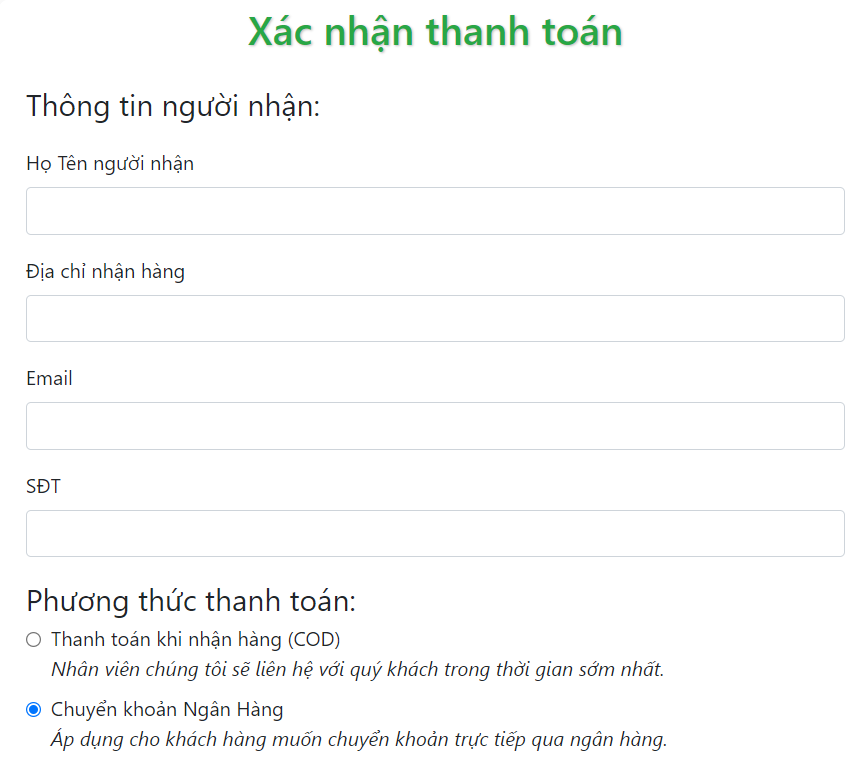 Xác nhận thanh toán
Thông tin người nhận:
Họ Tên người nhận
Địa chỉ nhận hàng
Email
SĐT
Phương thức thanh toán:
Thanh toán khi nhận hàng (COD)
Nhân viên chúng tôi sẽ liên hệ với quý khách trong thời gian sớm nhất.
Chuyển khoản Ngân Hàng
Áp dụng cho khách hàng muốn chuyển khoản trực tiếp qua ngân hàng.